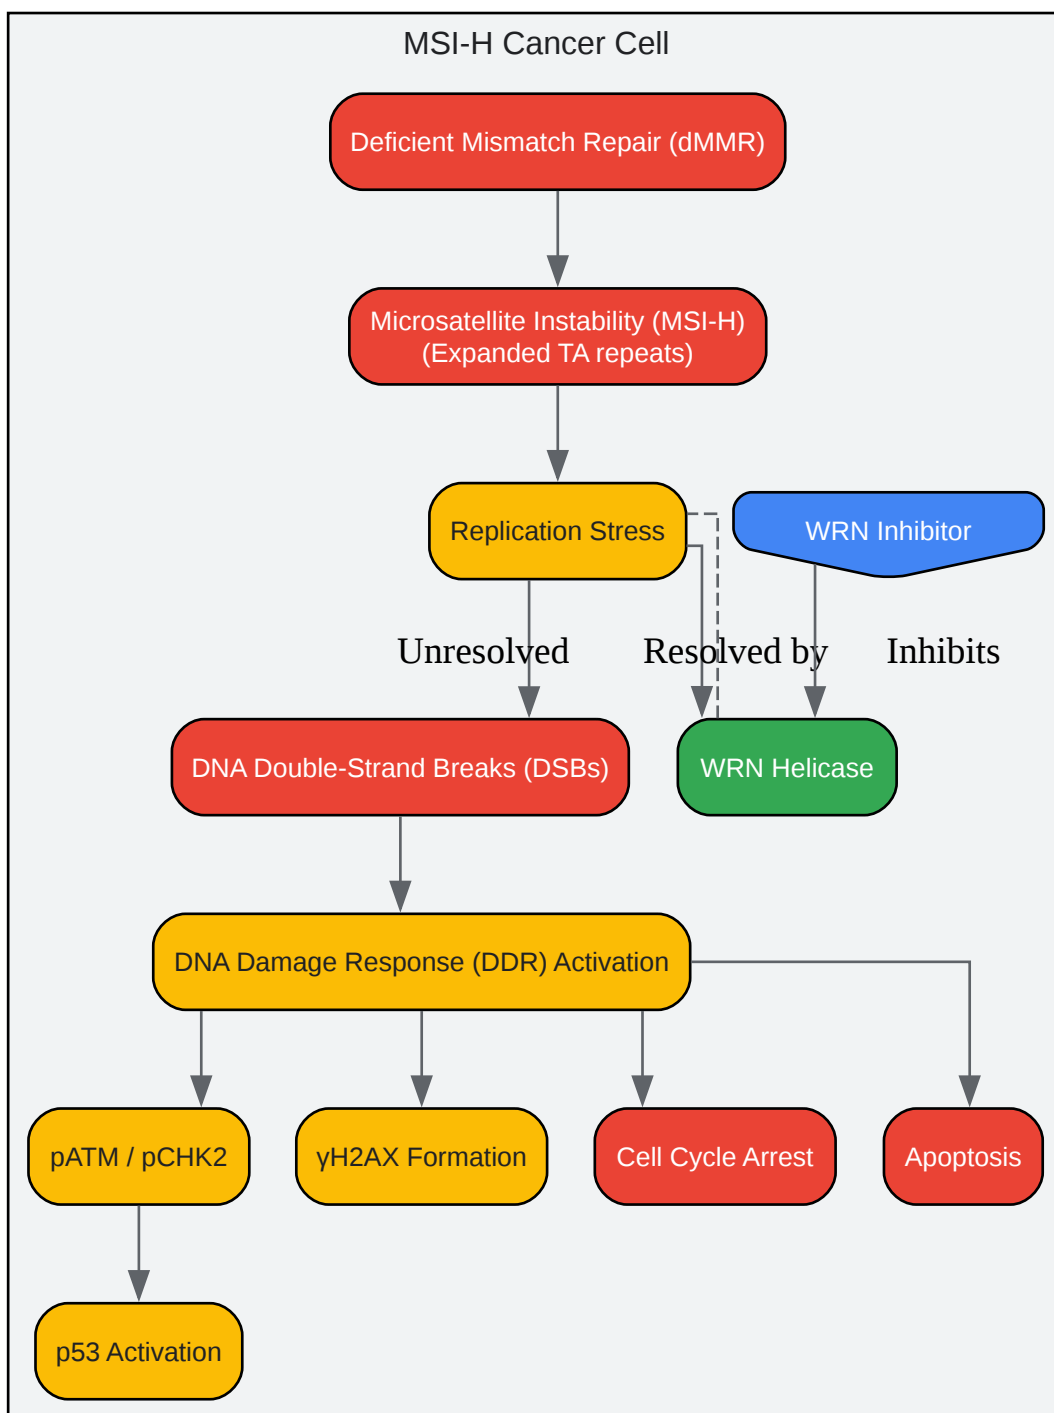 MSI-H Cancer Cell
Deficient Mismatch Repair (dMMR)
Microsatellite Instability (MSI-H)
(Expanded TA repeats)
Replication Stress
WRN Inhibitor
Unresolved
Resolved by
Inhibits
DNA Double-Strand Breaks (DSBs)
WRN Helicase
DNA Damage Response (DDR) Activation
pATM / pCHK2
γH2AX Formation
Cell Cycle Arrest
Apoptosis
p53 Activation